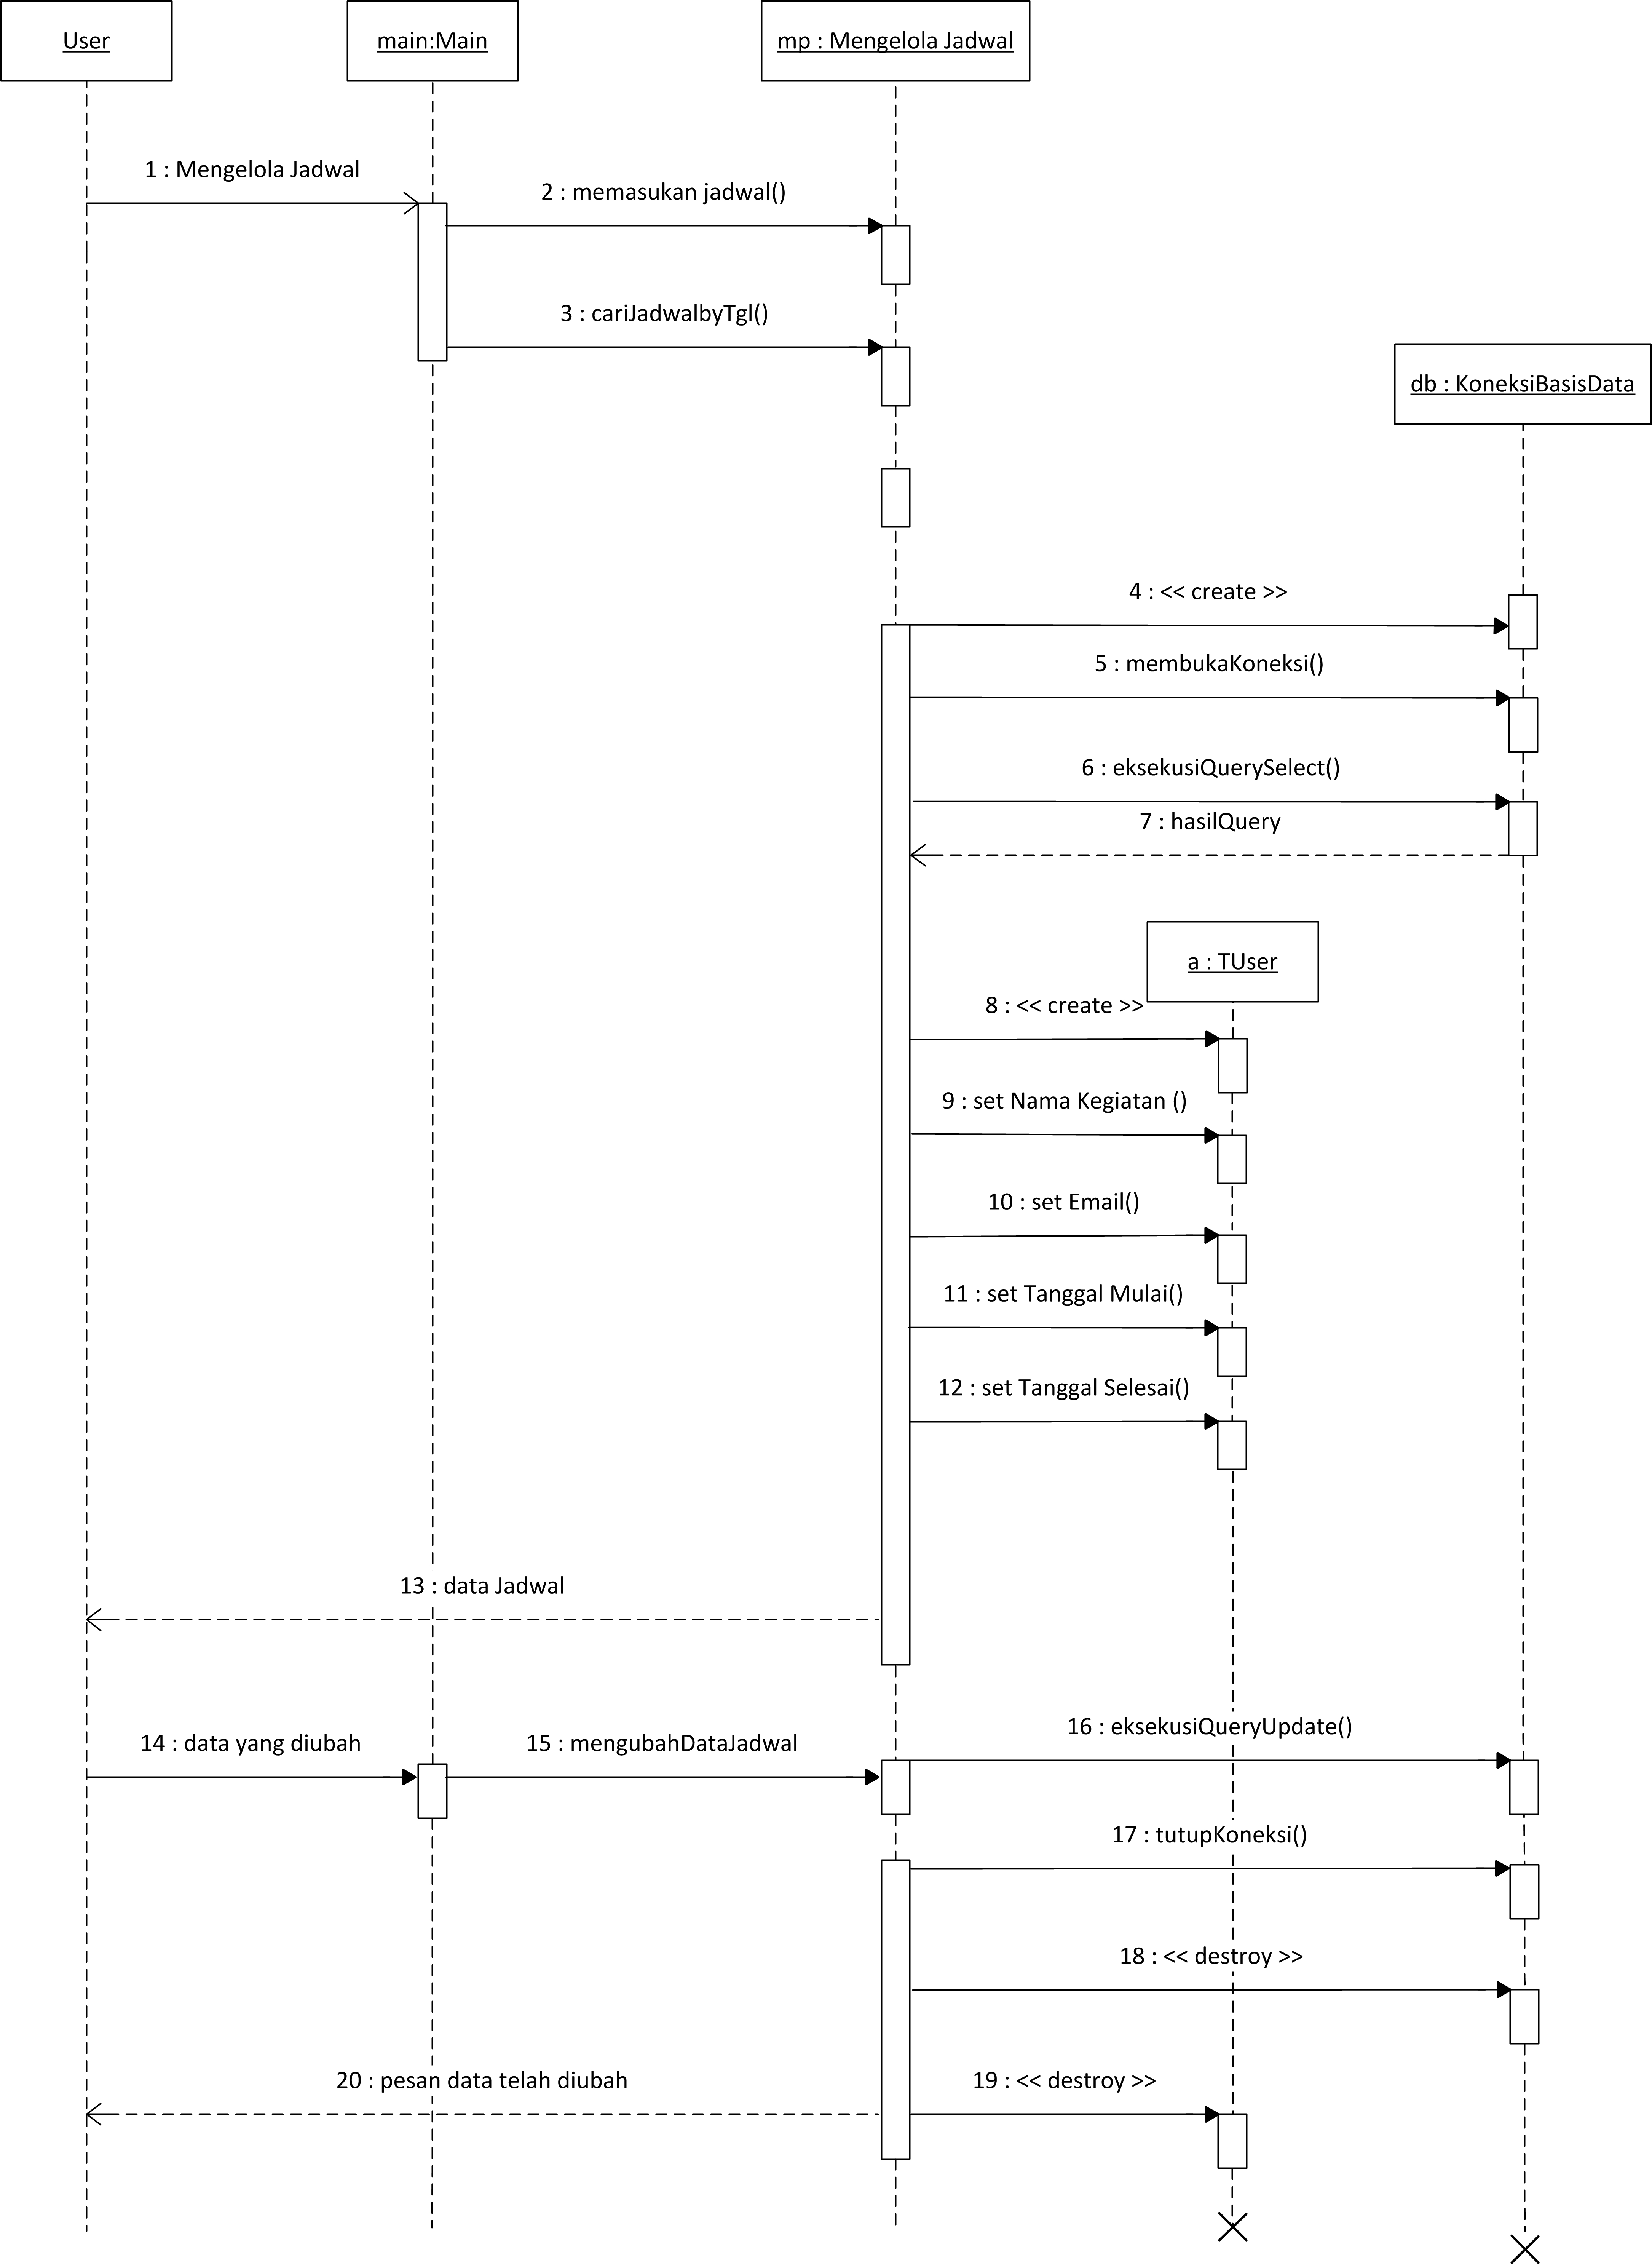 User
main:Main
mp : Mengelola Jadwal
1 : Mengelola Jadwal
2 : memasukan jadwal()
3 : cariJadwalbyTgl()
db : KoneksiBasisData
4 : << create >>
5 : membukaKoneksi()
6 : eksekusiQuerySelect()
7 : hasilQuery
a : TUser
8 : << create >>
9 : set Nama Kegiatan ()
10 : set Email()
11 : set Tanggal Mulai()
12 : set Tanggal Selesai()
13 : data Jadwal
14 : data yang diubah
15 : mengubahDataJadwal
16 : eksekusiQueryUpdate()
17 : tutupKoneksi()
18 : << destroy >>
20 : pesan data telah diubah
19 : << destroy >>